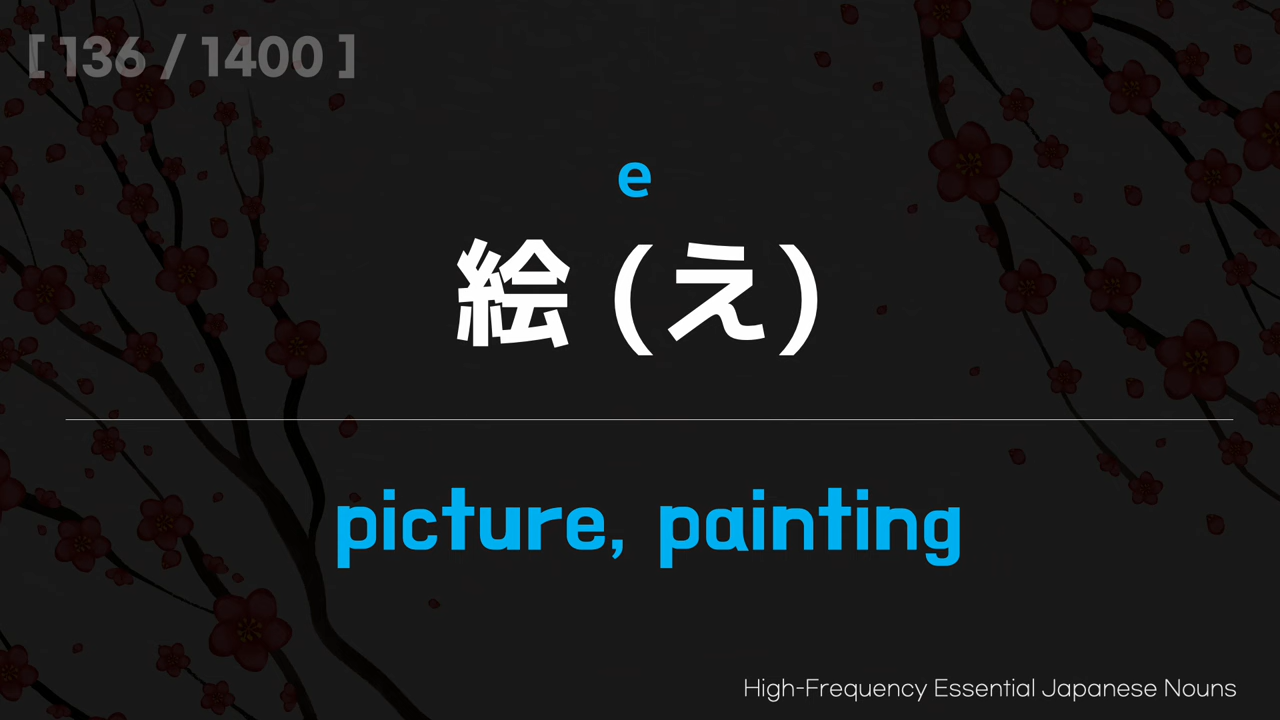 [ 136 / 1400 ]
e
絵 (え)
picture, painting
High-Frequency Essential Japanese Nouns